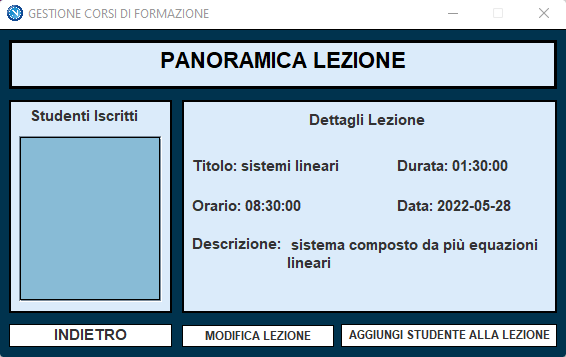 GESTIONE CORSI DI FORMAZIONE
PANORAMICA LEZIONE
Studenti Iscritti
Dettagli Lezione
Titolo: sistemi lineari
Durata: 01:30:00
Orario: 08:30:00
Data: 2022-05-28
Descrizione: sistema composto da più equazioni
lineari
INDIETRO
MODIFICA LEZIONE
AGGIUNGI STUDENTE ALLA LEZIONE